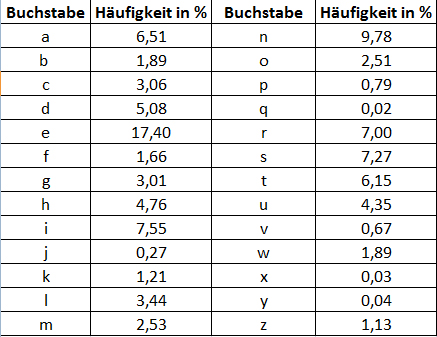 Buchstabe Häufigkeit in % Buchstabe Häufigkeit in %
a 6,51 n 9,78
b 1,89 o 2,51
c 3,06 p 0,79
d 5,08 q 0,02
e 17,40 r 7,00
f 1,66 s 7,27
g 3,01 t 6,15
h 4,76 u 4,35
i 7,55 v 0,67
j 0,27 w 1,89
k 1,21 x 0,03
l 3,44 y 0,04
m 2,53 z 1,13